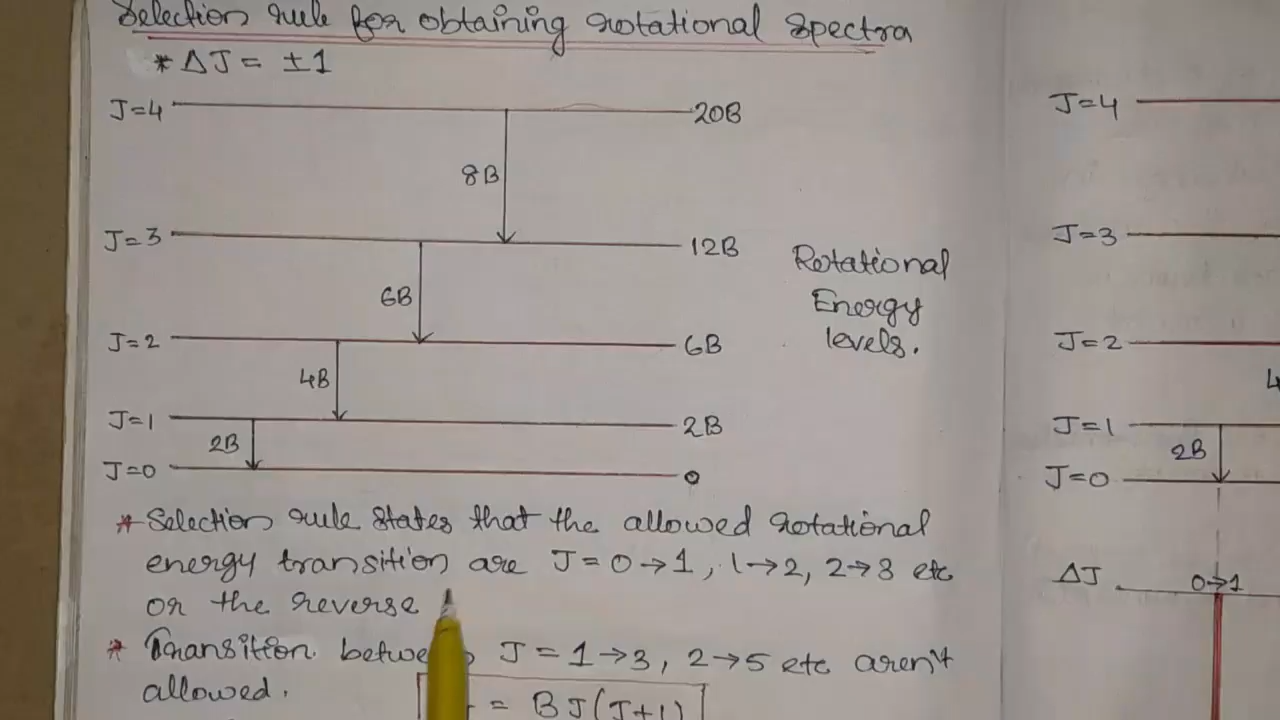 Selection rule for obtaining rotational spectra
* ΔJ = ±1
J=4 20B
8B
J=3 12B
6B
Rotational
Energy
levels.
J=2 6B
4B
J=1 2B
2B
J=0 0
* Selection rule states that the allowed rotational
energy transition are J=0→1, 1→2, 2→3 etc
or the reverse
* Transition J=1→3, 2→5 etc aren't
allowed.
= BJ(J+1)
J=4
J=3
J=2
4
J=1
2B
J=0
ΔJ 0→1